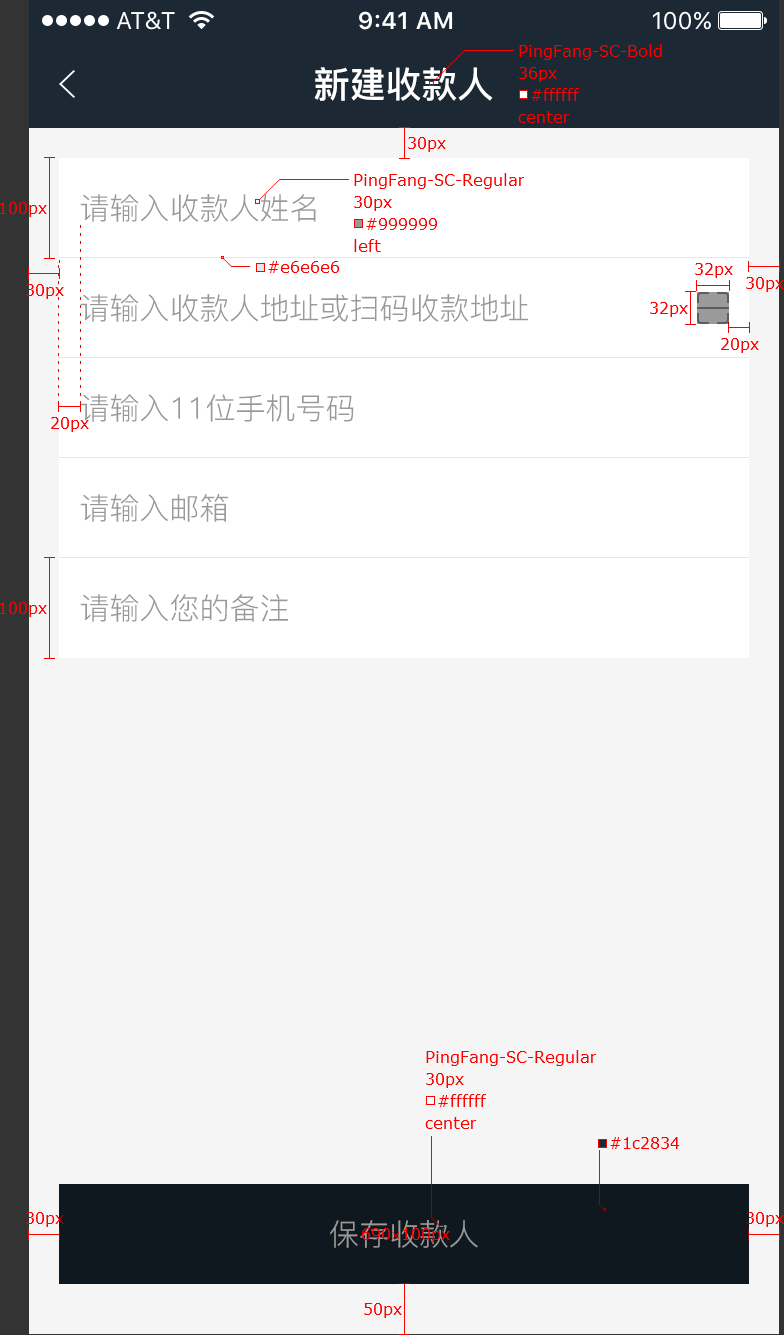 AT&T 9:41 AM 100%
PingFang-SC-Bold
36px
#ffffff
center
新建收款人
30px
100px
请输入收款人姓名
PingFang-SC-Regular
30px
#999999
left
#e6e6e6
30px
32px
30px
请输入收款人地址或扫码收款地址
32px
20px
请输入11位手机号码
20px
请输入邮箱
100px
请输入您的备注
PingFang-SC-Regular
30px
#ffffff
center
#1c2834
30px
保存收款人
690x100px
30px
50px